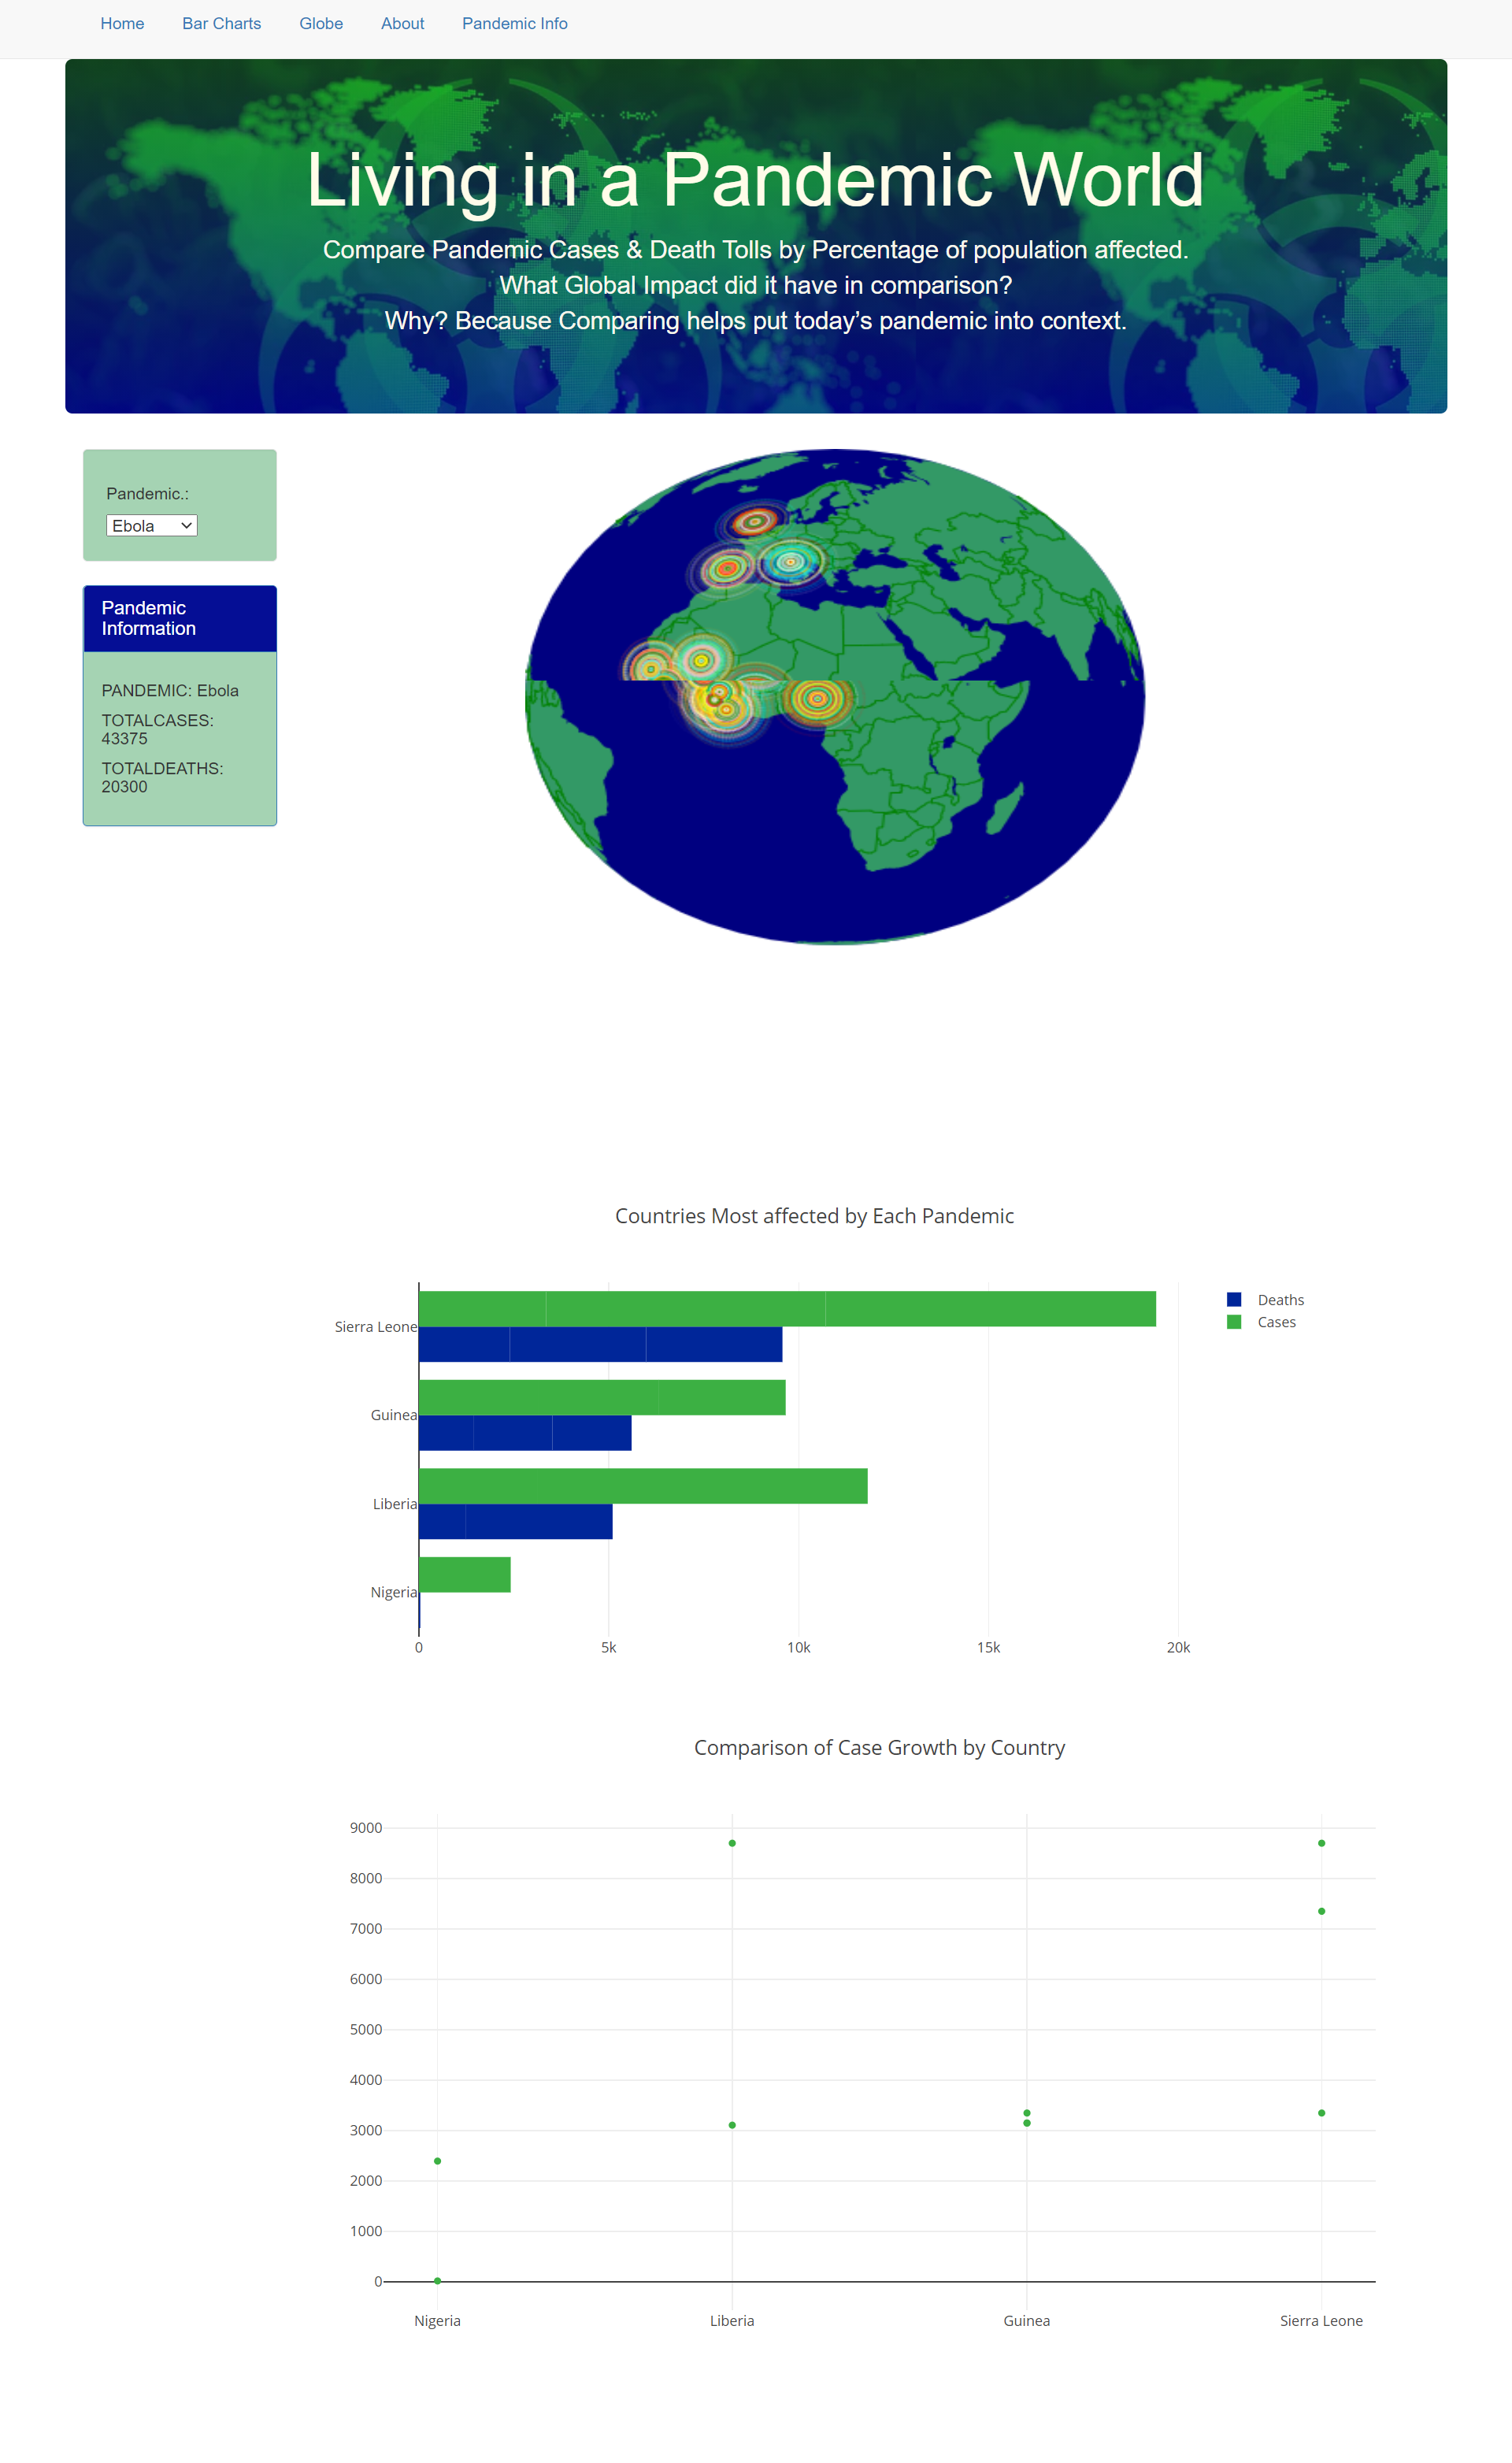 Home Bar Charts Globe About Pandemic Info
Living in a Pandemic World
Compare Pandemic Cases & Death Tolls by Percentage of population affected.
What Global Impact did it have in comparison?
Why? Because Comparing helps put today’s pandemic into context.
Pandemic.:
Ebola
Pandemic
Information
PANDEMIC: Ebola
TOTALCASES:
43375
TOTALDEATHS:
20300
Countries Most affected by Each Pandemic
Deaths
Cases
Sierra Leone
Guinea
Liberia
Nigeria
0 5k 10k 15k 20k
Comparison of Case Growth by Country
9000
8000
7000
6000
5000
4000
3000
2000
1000
0
Nigeria Liberia Guinea Sierra Leone